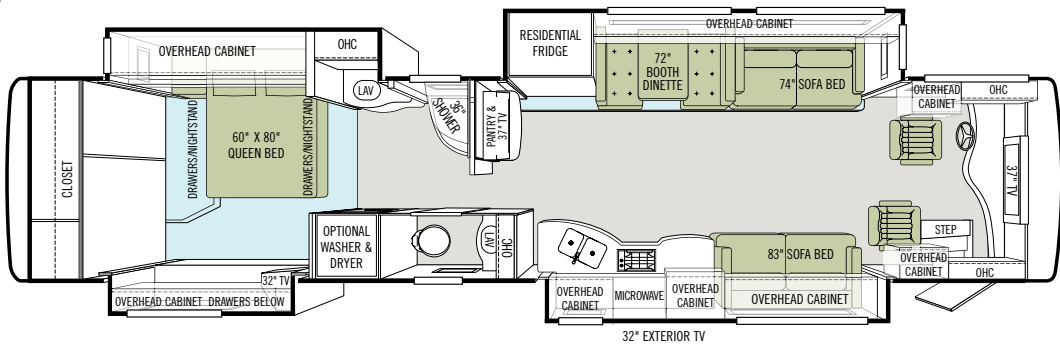 OVERHEAD CABINET
OHC
LAV
60" X 80"
QUEEN BED
DRAWERS/NIGHTSTAND
DRAWERS/NIGHTSTAND
CLOSET
36"
SHOWER
PANTRY &
37" TV
RESIDENTIAL
FRIDGE
OVERHEAD CABINET
72"
BOOTH
DINETTE
74" SOFA BED
OVERHEAD
CABINET
OHC
37" TV
STEP
OVERHEAD
CABINET
OHC
OPTIONAL
WASHER &
DRYER
LAV
OHC
32" TV
OVERHEAD CABINET DRAWERS BELOW
83" SOFA BED
OVERHEAD
CABINET
MICROWAVE
OVERHEAD
CABINET
OVERHEAD CABINET
32" EXTERIOR TV